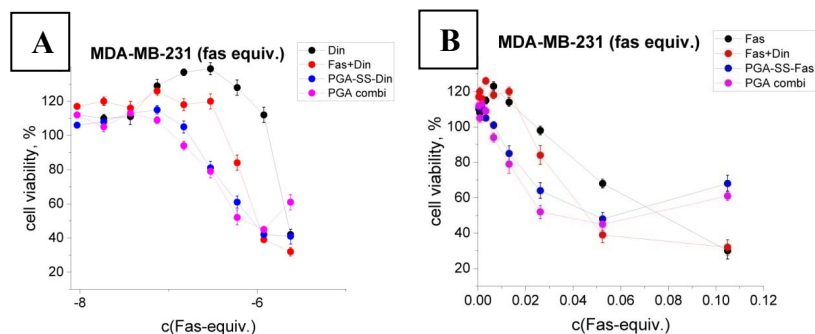 A
MDA-MB-231 (fas equiv.)
Din
Fas+Din
PGA-SS-Din
PGA combi
cell viability, %
140
120
100
80
60
40
20
-8
-6
c(Fas-equiv.)
B
MDA-MB-231 (fas equiv.)
Fas
Fas+Din
PGA-SS-Fas
PGA combi
cell viability, %
120
100
80
60
40
20
0.00
0.02
0.04
0.06
0.08
0.10
0.12
c(Fas-equiv.)